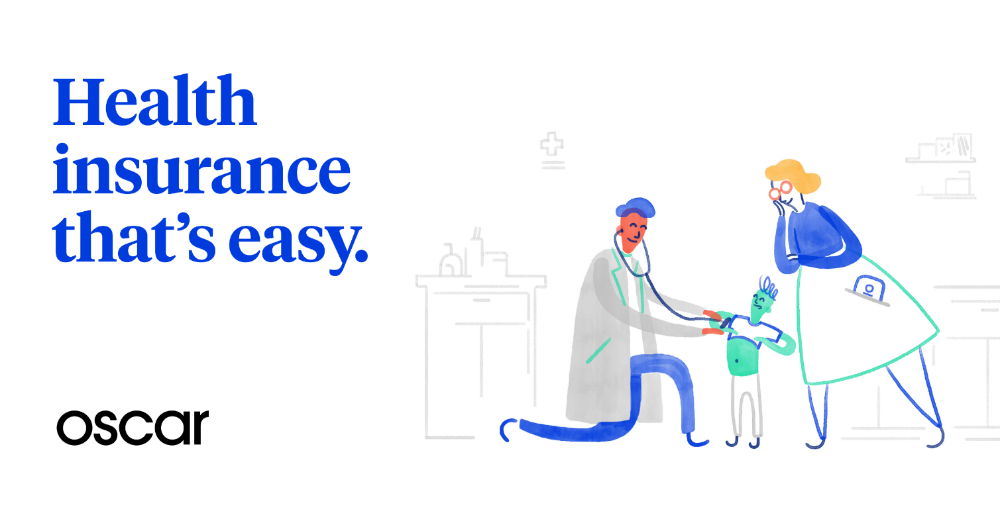 Health
insurance
that’s easy.
oscar